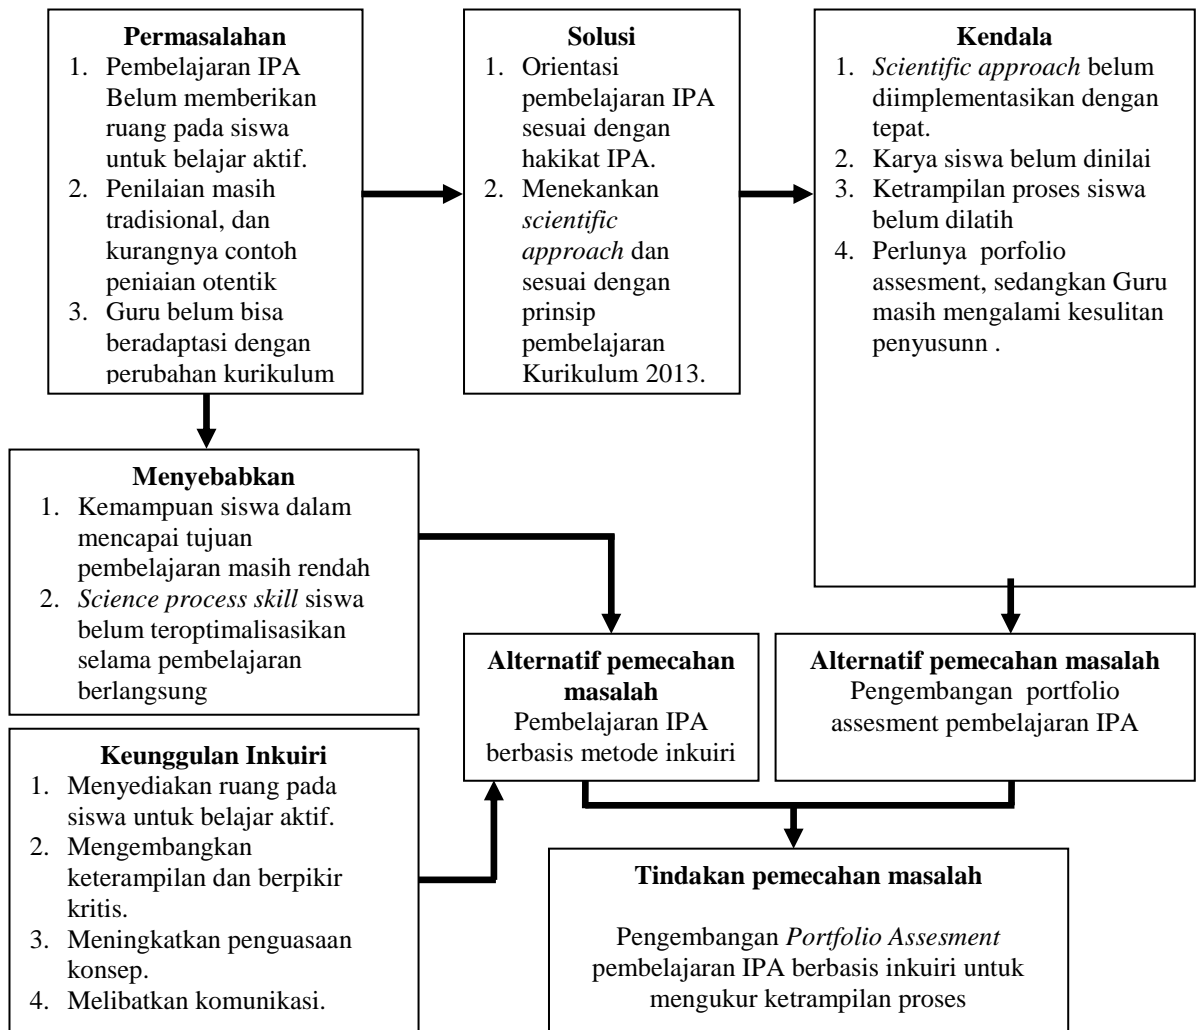 Permasalahan
1. Pembelajaran IPA
Belum memberikan
ruang pada siswa
untuk belajar aktif.
2. Penilaian masih
tradisional, dan
kurangnya contoh
peniaian otentik
3. Guru belum bisa
beradaptasi dengan
perubahan kurikulum
Solusi
1. Orientasi
pembelajaran IPA
sesuai dengan
hakikat IPA.
2. Menekankan
scientific
approach dan
sesuai dengan
prinsip
pembelajaran
Kurikulum 2013.
Kendala
1. Scientific approach belum
diimplementasikan dengan
tepat.
2. Karya siswa belum dinilai
3. Ketrampilan proses siswa
belum dilatih
4. Perlunya porfolio
assesment, sedangkan Guru
masih mengalami kesulitan
penyusunn .
Menyebabkan
1. Kemampuan siswa dalam
mencapai tujuan
pembelajaran masih rendah
2. Science process skill siswa
belum teroptimalisasikan
selama pembelajaran
berlangsung
Alternatif pemecahan
masalah
Pembelajaran IPA
berbasis metode inkuiri
Alternatif pemecahan masalah
Pengembangan portfolio
assesment pembelajaran IPA
Keunggulan Inkuiri
1. Menyediakan ruang pada
siswa untuk belajar aktif.
2. Mengembangkan
keterampilan dan berpikir
kritis.
3. Meningkatkan penguasaan
konsep.
4. Melibatkan komunikasi.
Tindakan pemecahan masalah
Pengembangan Portfolio Assesment
pembelajaran IPA berbasis inkuiri untuk
mengukur ketrampilan proses